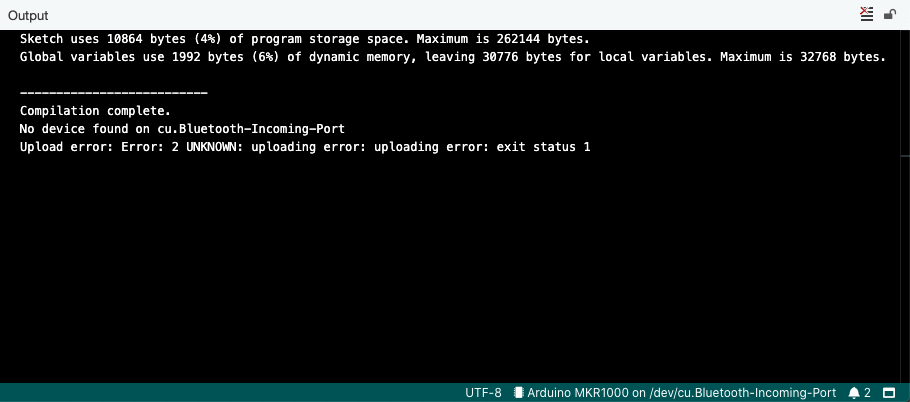 Output
Sketch uses 10864 bytes (4%) of program storage space. Maximum is 262144 bytes.
Global variables use 1992 bytes (6%) of dynamic memory, leaving 30776 bytes for local variables. Maximum is 32768 bytes.
--------------------------
Compilation complete.
No device found on cu.Bluetooth-Incoming-Port
Upload error: Error: 2 UNKNOWN: uploading error: uploading error: exit status 1
UTF-8 Arduino MKR1000 on /dev/cu.Bluetooth-Incoming-Port 2